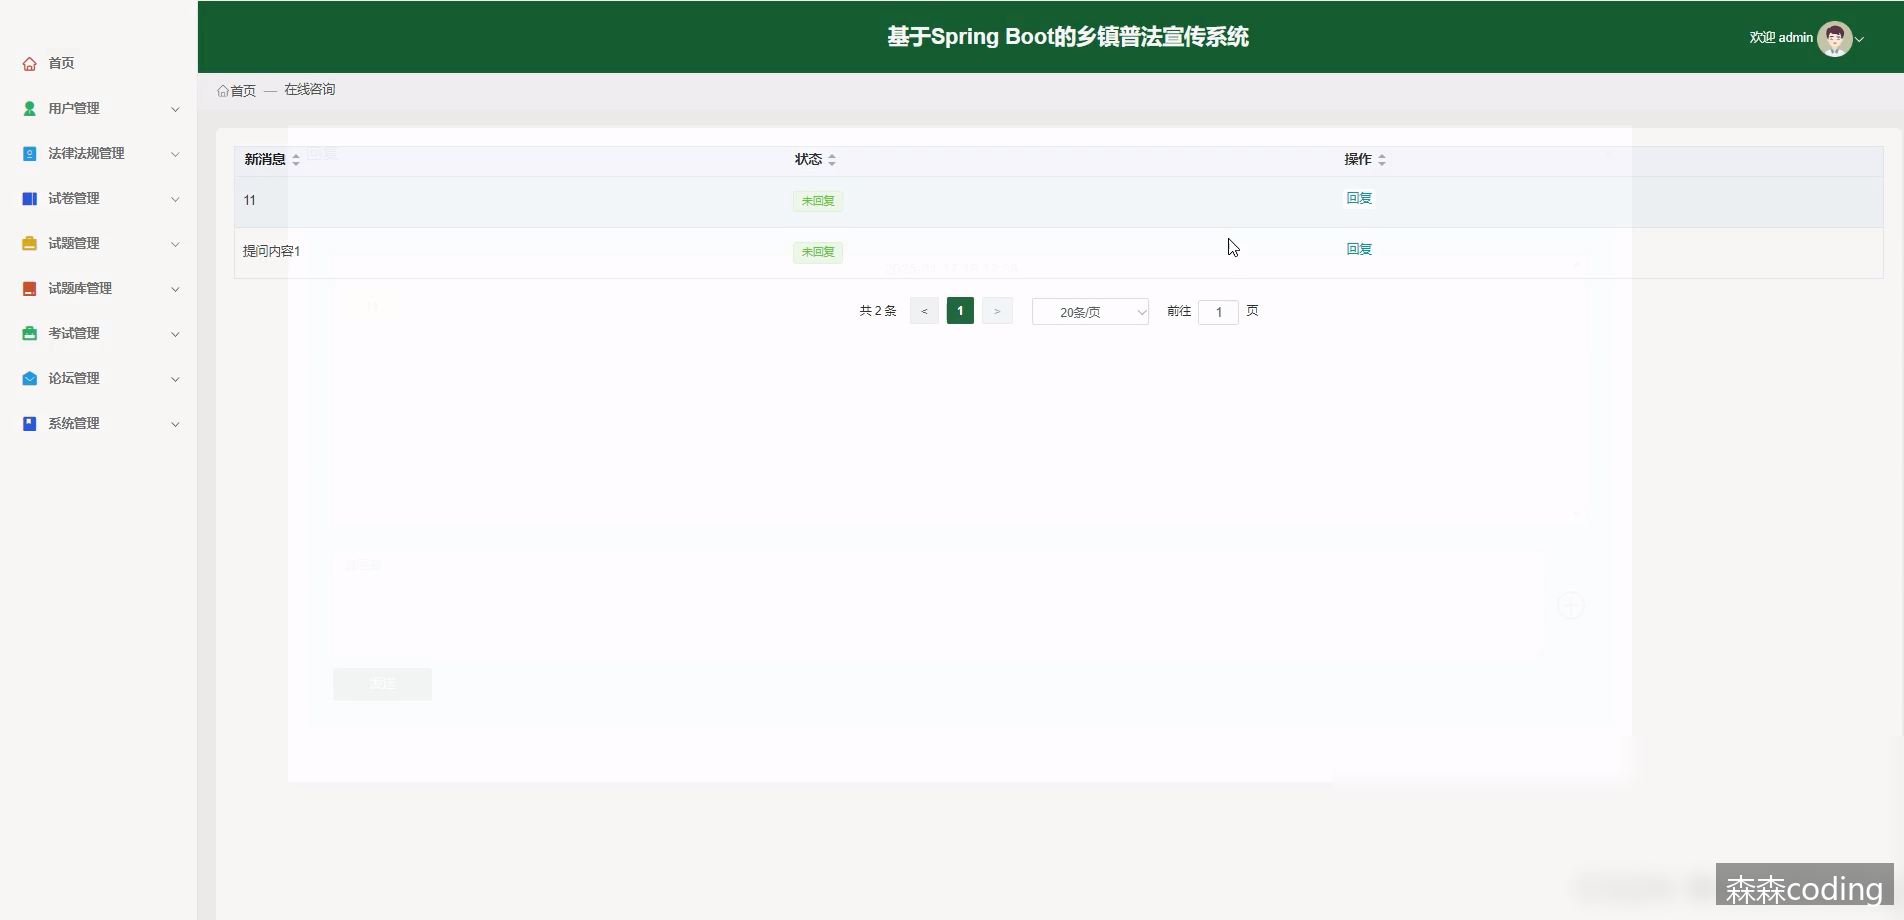 基于Spring Boot的乡镇普法宣传系统
欢迎 admin
首页
用户管理
法律法规管理
试卷管理
试题管理
试题库管理
考试管理
论坛管理
系统管理
首页 — 在线咨询
新消息 回复 状态 操作
11 未回复 回复
提问内容1 未回复 回复
共 2 条 < 1 > 20条/页 前往 1 页
发送
森森coding